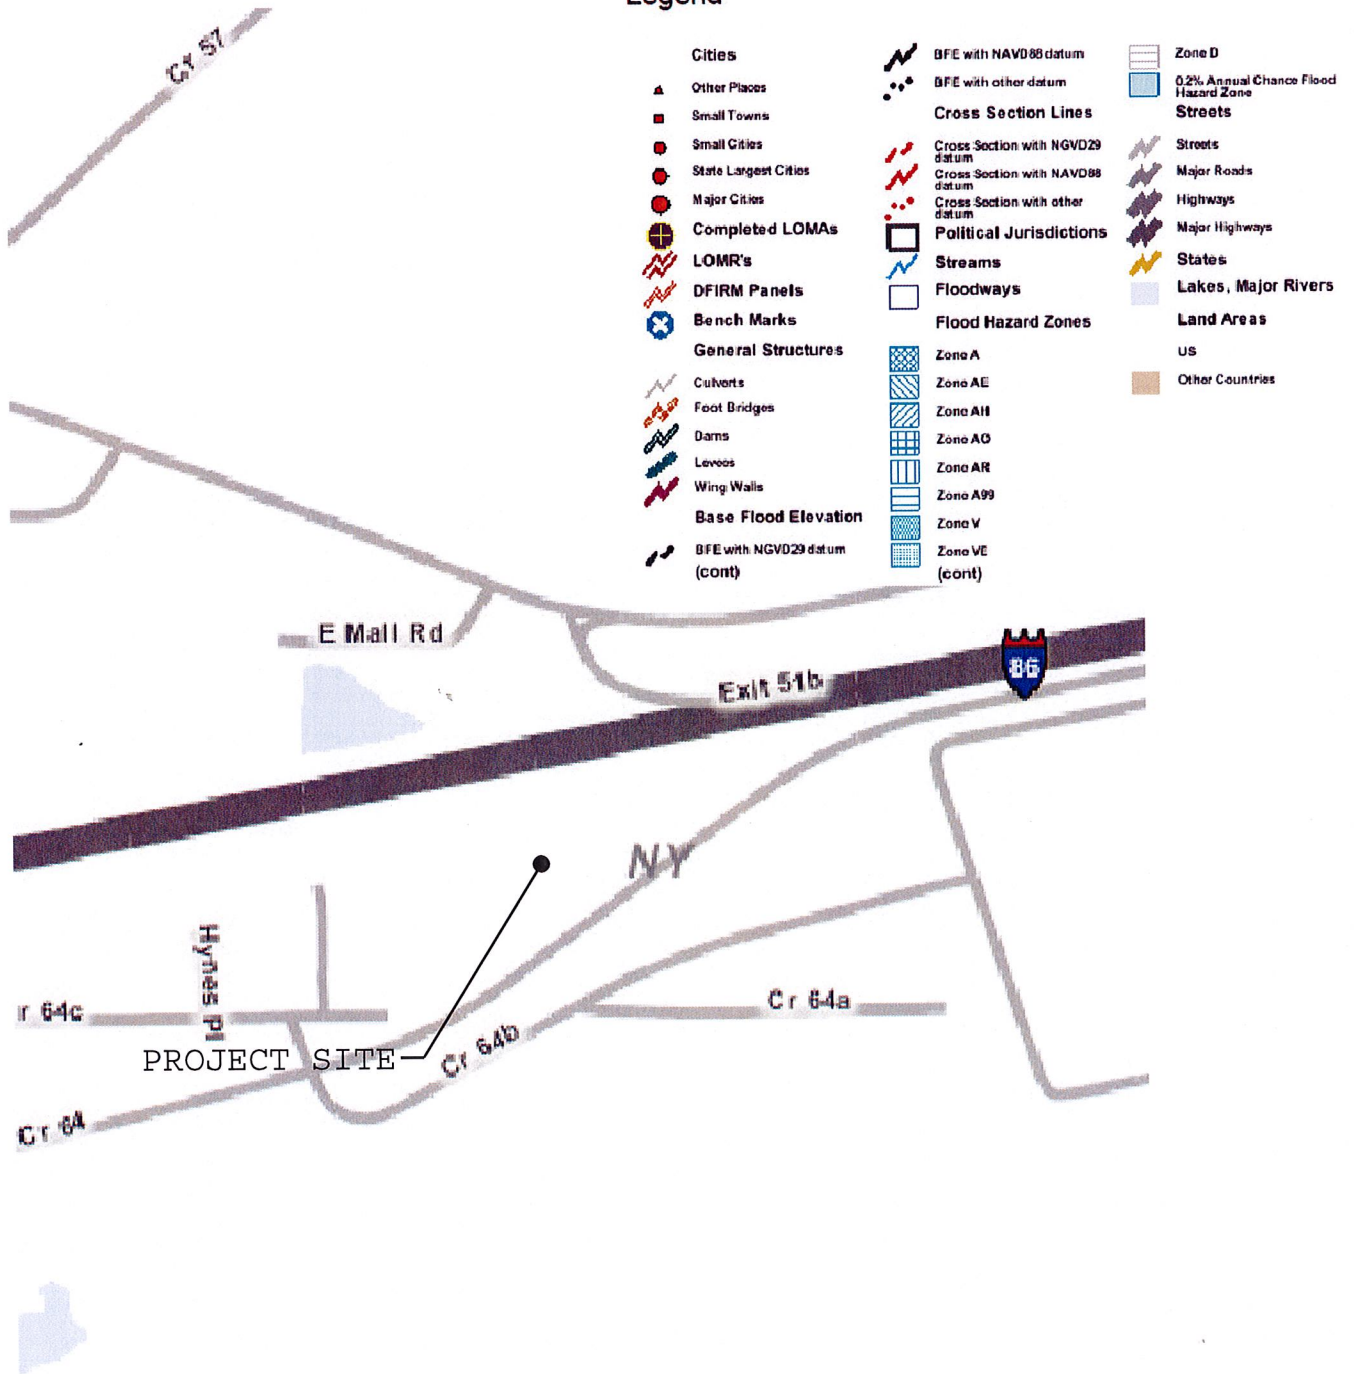 Legend
Cities
Other Places
Small Towns
Small Cities
State Largest Cities
Major Cities
Completed LOMAs
LOMR's
DFIRM Panels
Bench Marks
General Structures
Culverts
Foot Bridges
Dams
Levees
Wing Walls
Base Flood Elevation
BFE with NGVD29 datum
(cont)
BFE with NAVD88 datum
BFE with other datum
Cross Section Lines
Cross Section with NGVD29
datum
Cross Section with NAVD88
datum
Cross Section with other
datum
Political Jurisdictions
Streams
Floodways
Flood Hazard Zones
Zone A
Zone AE
Zone AH
Zone AO
Zone AR
Zone A99
Zone V
Zone VE
(cont)
Zone D
0.2% Annual Chance Flood
Hazard Zone
Streets
Streets
Major Roads
Highways
Major Highways
States
Lakes, Major Rivers
Land Areas
US
Other Countries
Cr 57
E Mall Rd
86
Exit 51b
NY
Hynes Pl
r 64c
Cr 64a
PROJECT SITE
Cr 64b
Cr 64